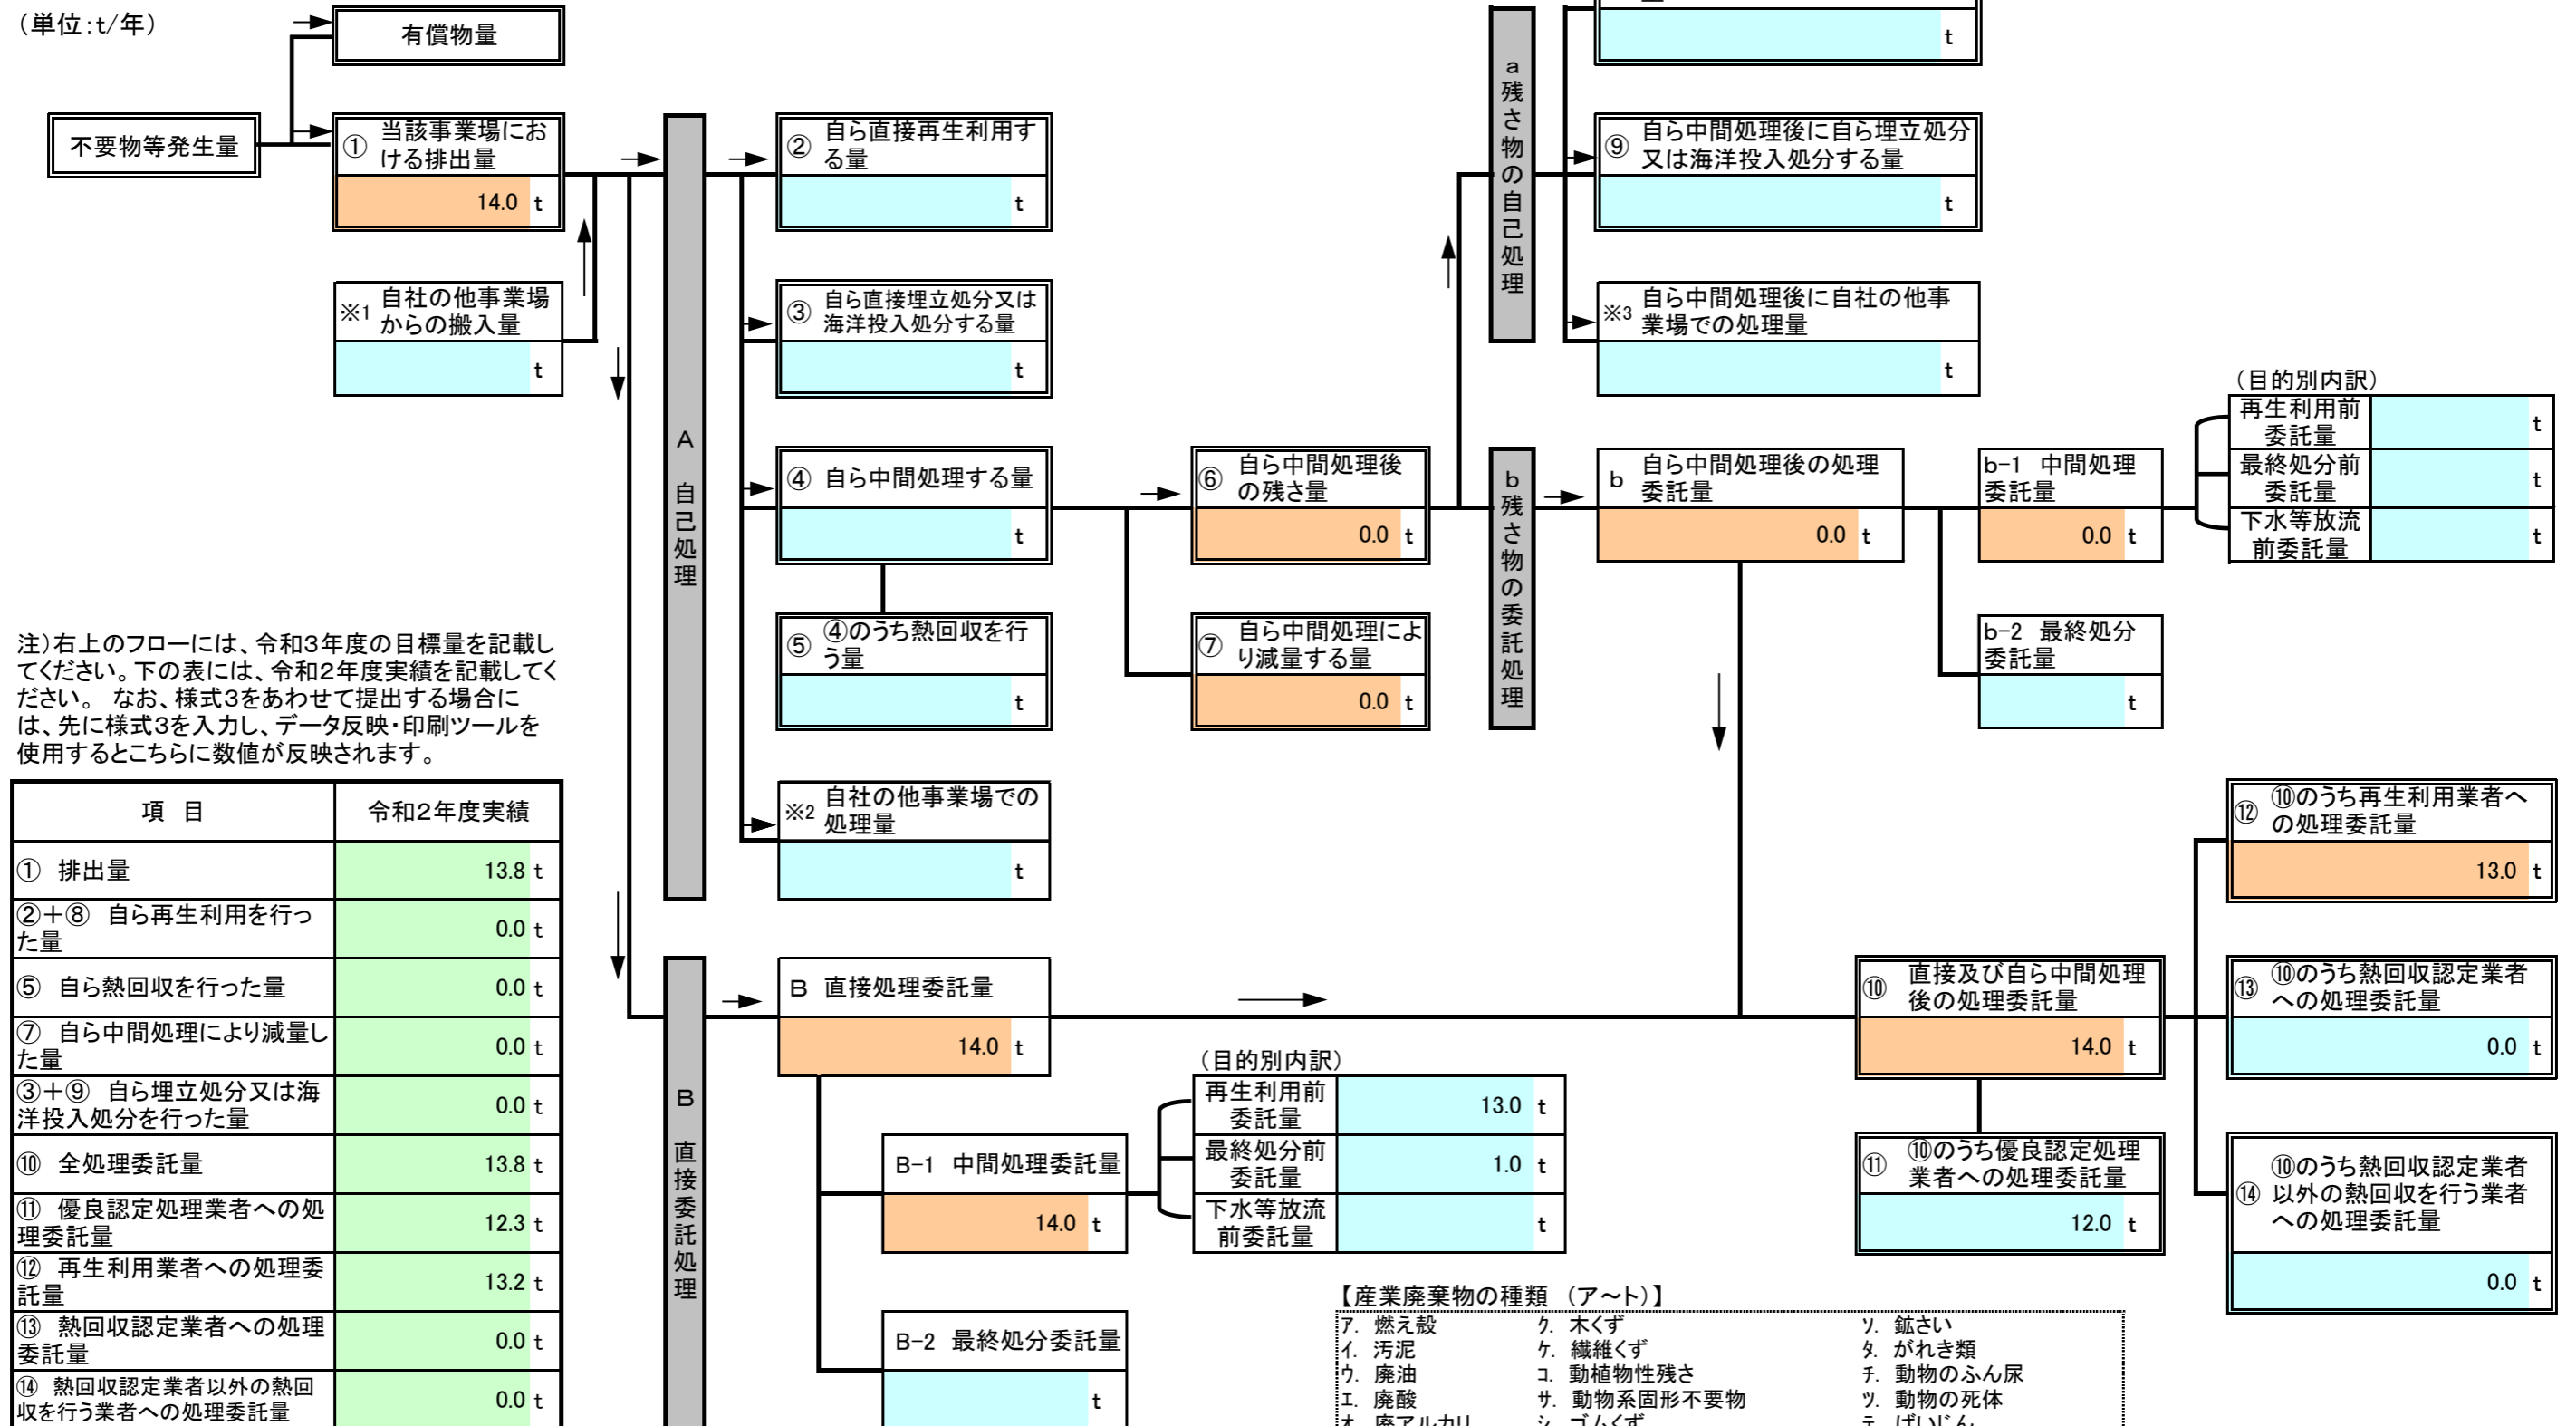 (単位:t/年)
有償物量
不要物等発生量
① 当該事業場にお
ける排出量
14.0 t
※1 自社の他事業場
からの搬入量
t
A 自己処理
② 自ら直接再生利用す
る量
t
③ 自ら直接埋立処分又は
海洋投入処分する量
t
④ 自ら中間処理する量
t
⑤ ④のうち熱回収を行
う量
t
※2 自社の他事業場での
処理量
t
⑥ 自ら中間処理後
の残さ量
0.0 t
⑦ 自ら中間処理によ
り減量する量
0.0 t
a 残さ物の自己処理
t
⑨ 自ら中間処理後に自ら埋立処分
又は海洋投入処分する量
t
※3 自ら中間処理後に自社の他事
業場での処理量
t
b 残さ物の委託処理
b 自ら中間処理後の処理
委託量
0.0 t
b-1 中間処理
委託量
0.0 t
(目的別内訳)
再生利用前
委託量
t
最終処分前
委託量
t
下水等放流
前委託量
t
b-2 最終処分
委託量
t
注)右上のフローには、令和3年度の目標量を記載し
てください。下の表には、令和2年度実績を記載してく
ださい。 なお、様式3をあわせて提出する場合に
は、先に様式3を入力し、データ反映・印刷ツールを
使用するとこちらに数値が反映されます。
項 目 令和2年度実績
① 排出量 13.8 t
②+⑧ 自ら再生利用を行っ
た量
0.0 t
⑤ 自ら熱回収を行った量 0.0 t
⑦ 自ら中間処理により減量し
た量
0.0 t
③+⑨ 自ら埋立処分又は海
洋投入処分を行った量
0.0 t
⑩ 全処理委託量 13.8 t
⑪ 優良認定処理業者への処
理委託量
12.3 t
⑫ 再生利用業者への処理委
託量
13.2 t
⑬ 熱回収認定業者への処理
委託量
0.0 t
⑭ 熱回収認定業者以外の熱回
収を行う業者への処理委託量
0.0 t
B 直接委託処理
B 直接処理委託量
14.0 t
B-1 中間処理委託量
14.0 t
(目的別内訳)
再生利用前
委託量
13.0 t
最終処分前
委託量
1.0 t
下水等放流
前委託量
t
B-2 最終処分委託量
t
⑩ 直接及び自ら中間処理
後の処理委託量
14.0 t
⑪ ⑩のうち優良認定処理
業者への処理委託量
12.0 t
⑫ ⑩のうち再生利用業者へ
の処理委託量
13.0 t
⑬ ⑩のうち熱回収認定業者
への処理委託量
0.0 t
⑭ ⑩のうち熱回収認定業者
以外の熱回収を行う業者
への処理委託量
0.0 t
【産業廃棄物の種類 (ア~ト)】
ア. 燃え殻 ク. 木くず ソ. 鉱さい
イ. 汚泥 ケ. 繊維くず タ. がれき類
ウ. 廃油 コ. 動植物性残さ チ. 動物のふん尿
エ. 廃酸 サ. 動物系固形不要物 ツ. 動物の死体
オ. 廃アルカリ シ. ゴムくず テ. ばいじん